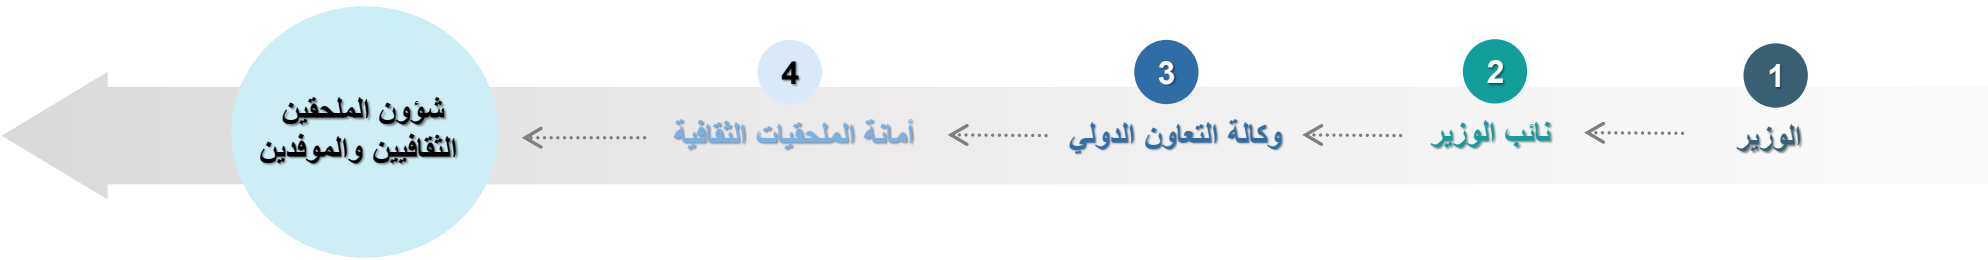 1
الوزير
2
نائب الوزير
3
وكالة التعاون الدولي
4
أمانة الملحقيات الثقافية
شؤون الملحقين
الثقافيين والموفدين